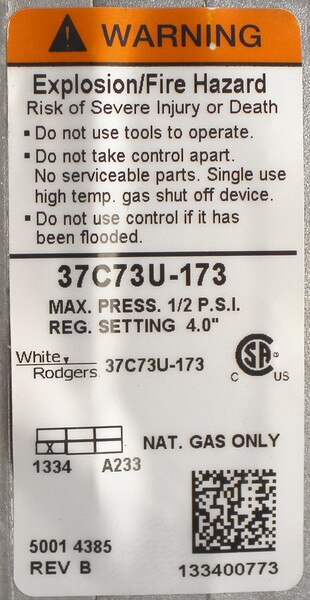 WARNING
Explosion/Fire Hazard
Risk of Severe Injury or Death
▪ Do not use tools to operate.
▪ Do not take control apart.
No serviceable parts. Single use
high temp. gas shut off device.
▪ Do not use control if it has
been flooded.
37C73U-173
MAX. PRESS. 1/2 P.S.I.
REG. SETTING 4.0"
White
Rodgers 37C73U-173
C SA ® US
X NAT. GAS ONLY
1334 A233
5001 4385
REV B 133400773